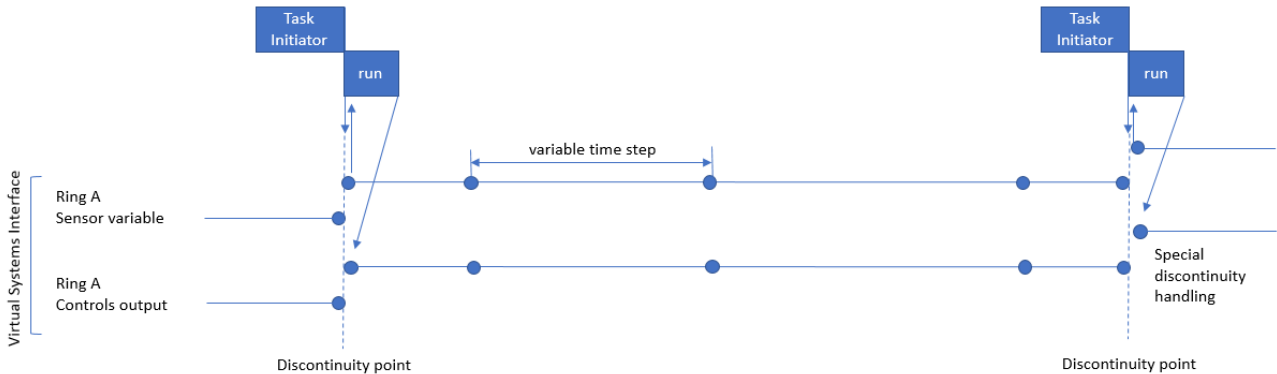 Task
Initiator
run
Task
Initiator
run
variable time step
Virtual Systems Interface
Ring A
Sensor variable
Ring A
Controls output
Special
discontinuity
handling
Discontinuity point
Discontinuity point